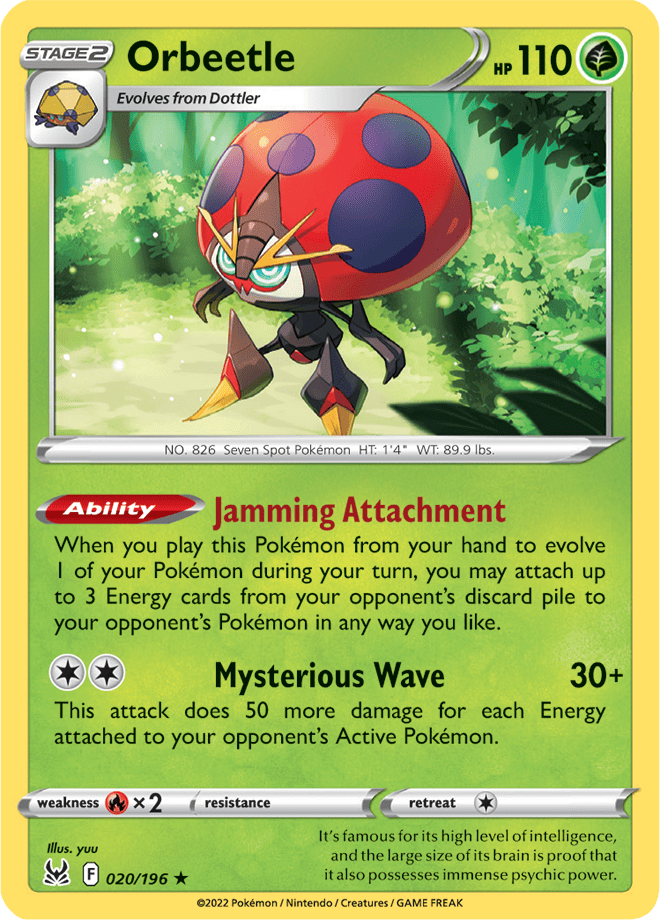 STAGE2
Orbeetle
HP 110
Evolves from Dottler
NO. 826 Seven Spot Pokémon HT: 1'4" WT: 89.9 lbs.
Ability Jamming Attachment
When you play this Pokémon from your hand to evolve
1 of your Pokémon during your turn, you may attach up
to 3 Energy cards from your opponent's discard pile to
your opponent's Pokémon in any way you like.
Mysterious Wave 30+
This attack does 50 more damage for each Energy
attached to your opponent's Active Pokémon.
weakness ×2 resistance retreat
Illus. yuu
F 020/196 ★
It's famous for its high level of intelligence,
and the large size of its brain is proof that
it also possesses immense psychic power.
©2022 Pokémon / Nintendo / Creatures / GAME FREAK